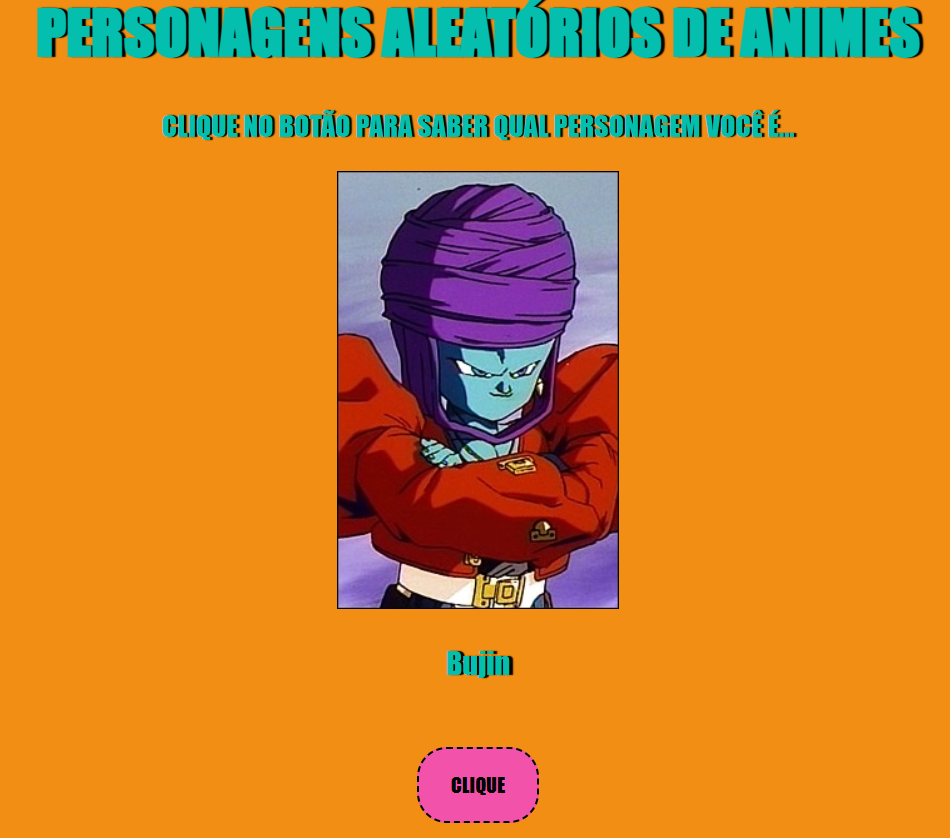 PERSONAGENS ALEATÓRIOS DE ANIMES
CLIQUE NO BOTÃO PARA SABER QUAL PERSONAGEM VOCÊ É...
Bujin
CLIQUE